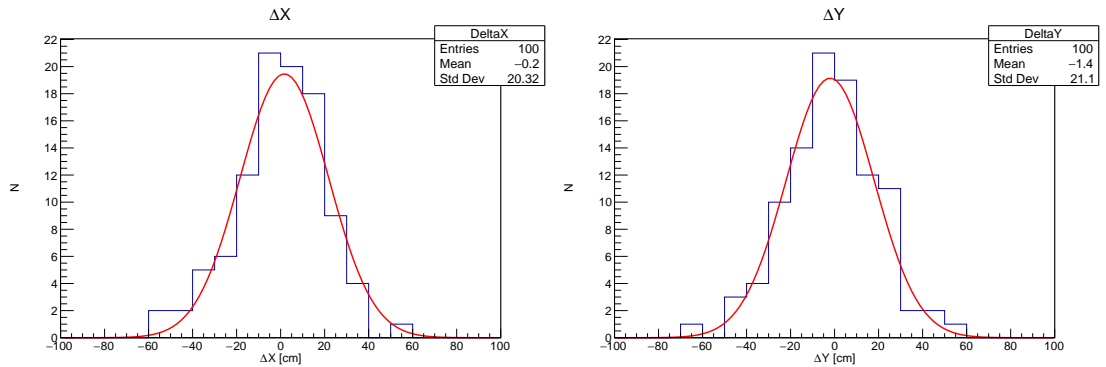 ΔX
DeltaX
Entries 100
Mean −0.2
Std Dev 20.32
22
20
18
16
14
12
10
8
6
4
2
0
N
−100 −80 −60 −40 −20 0 20 40 60 80 100
ΔX [cm]
ΔY
DeltaY
Entries 100
Mean −1.4
Std Dev 21.1
22
20
18
16
14
12
10
8
6
4
2
0
N
−100 −80 −60 −40 −20 0 20 40 60 80 100
ΔY [cm]